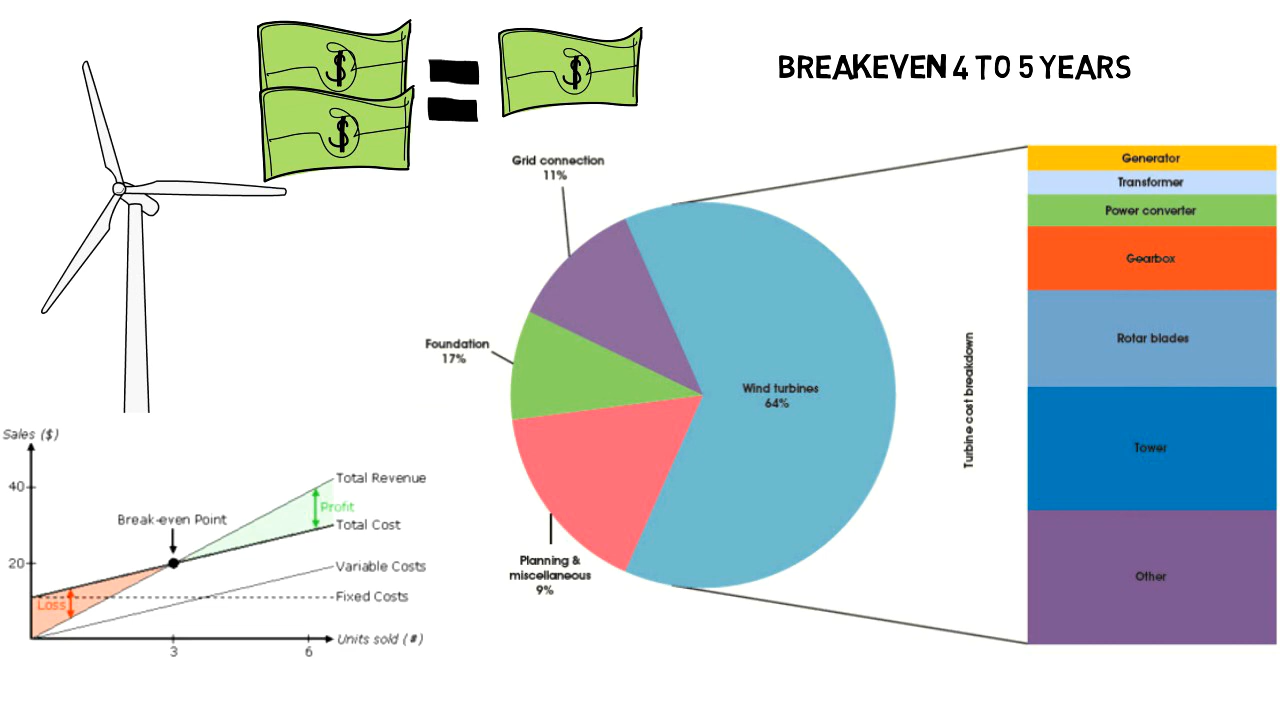 $
$
$
BREAKEVEN 4 TO 5 YEARS
Grid connection
11%
Foundation
17%
Planning &
miscellaneous
9%
Wind turbines
64%
Turbine cost breakdown
Generator
Transformer
Power converter
Gearbox
Rotar blades
Tower
Other
Sales ($)
40
20
Break-even Point
Loss
Profit
Total Revenue
Total Cost
Variable Costs
Fixed Costs
3
6
Units sold (#)